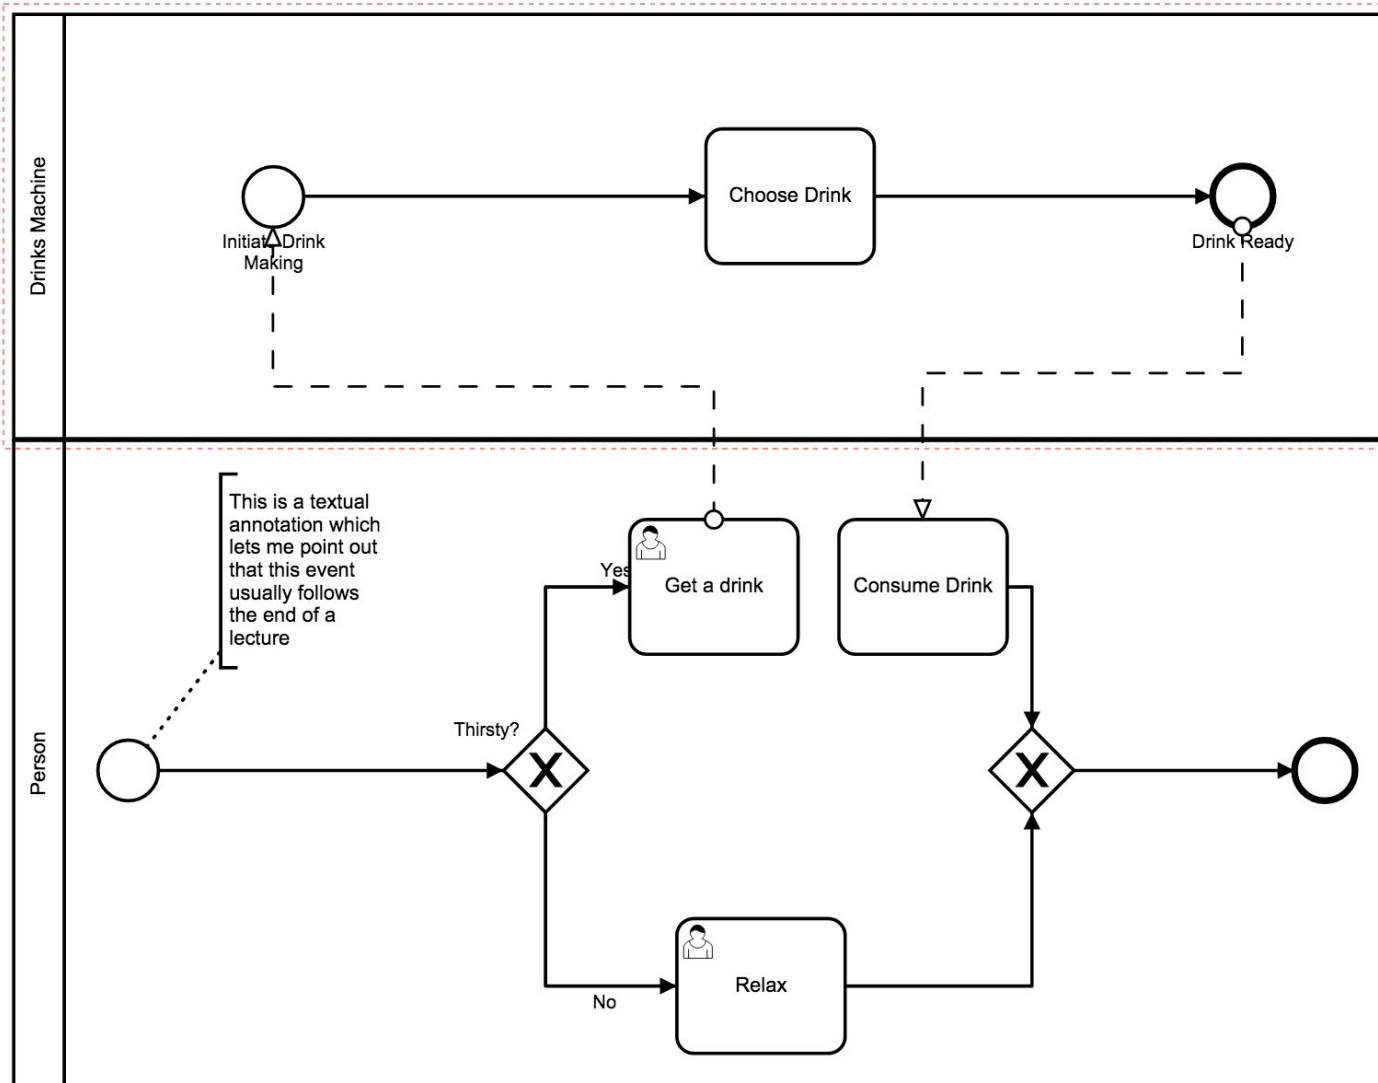 Drinks Machine
Choose Drink
Initiate Drink
Making
Drink Ready
Person
This is a textual
annotation which
lets me point out
that this event
usually follows
the end of a
lecture
Yes
Get a drink
Consume Drink
Thirsty?
X
X
No
Relax